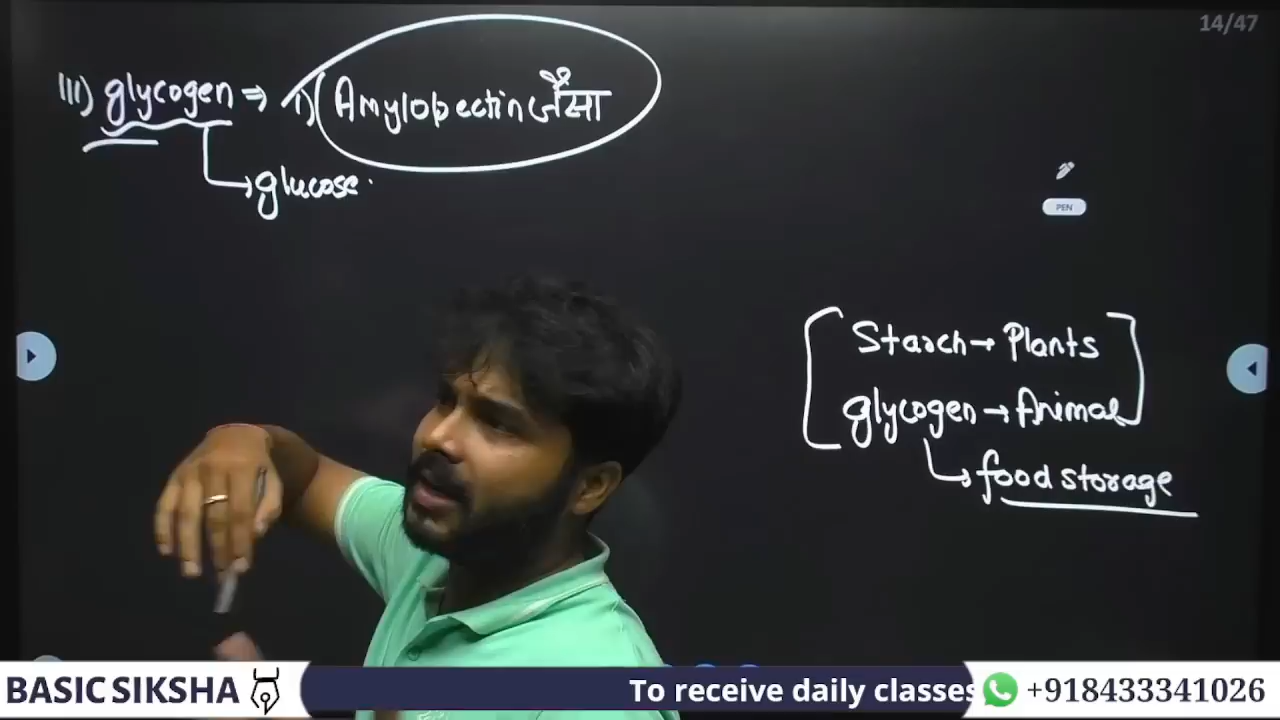 14/47
III) glycogen ⇒ 1) Amylopectin जैसा
→ glucose
PEN
Starch → Plants
glycogen → Animal
→ food storage
BASIC SIKSHA To receive daily classes +918433341026